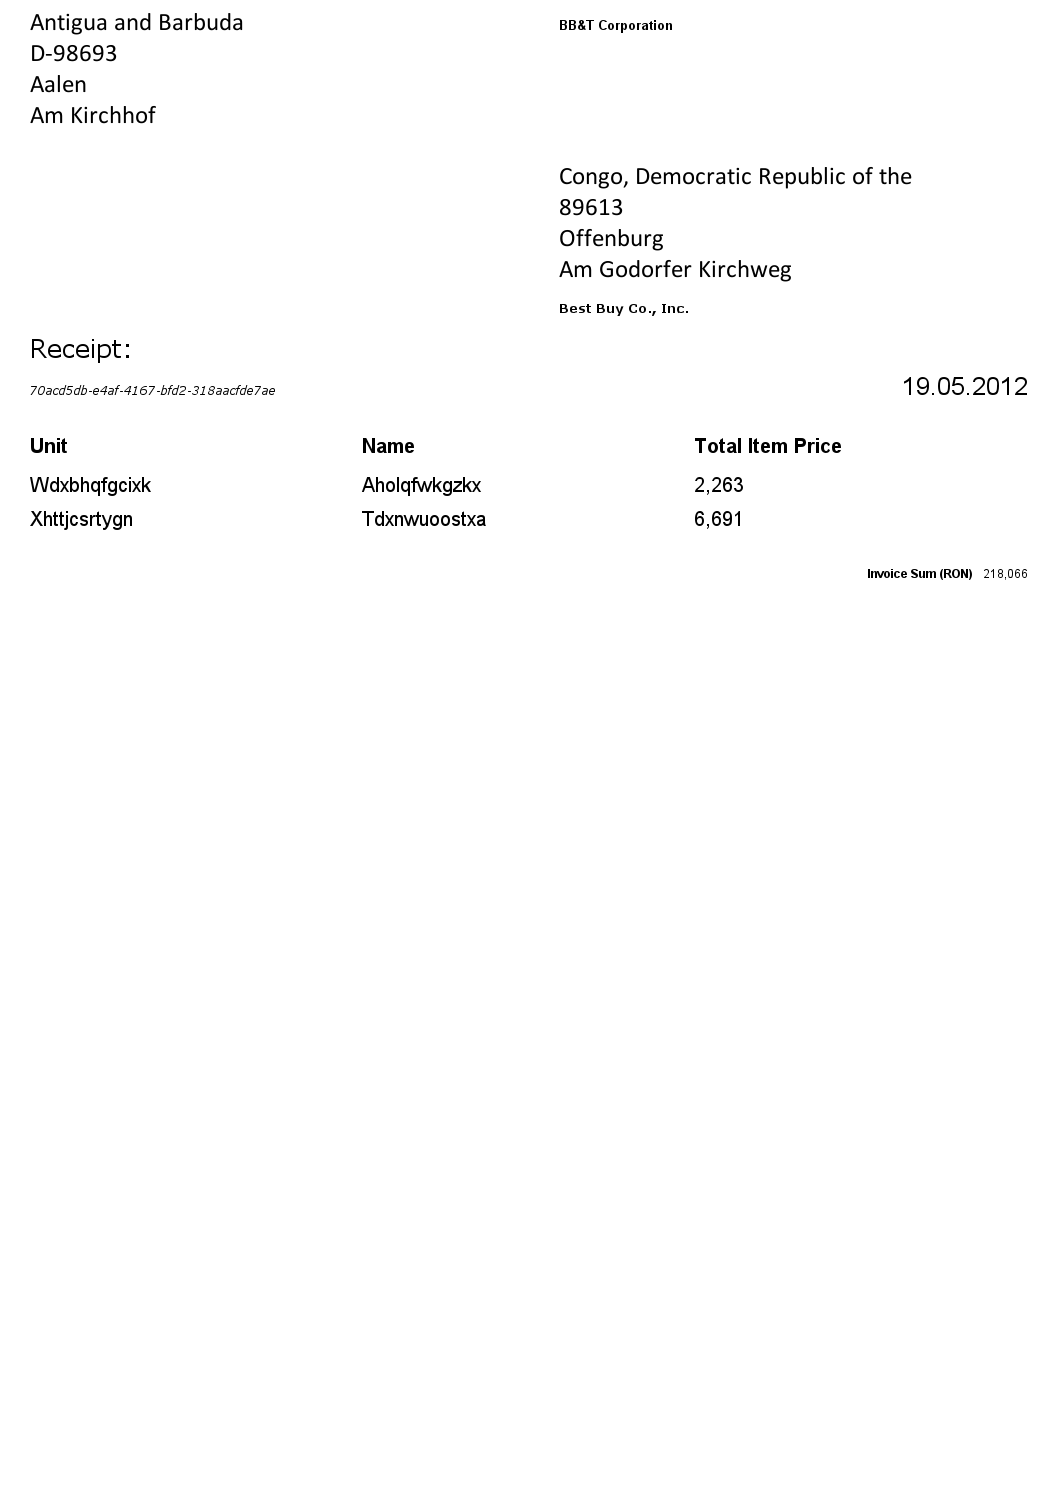 Antigua and Barbuda
D-98693
Aalen
Am Kirchhof
BB&T Corporation
Congo, Democratic Republic of the
89613
Offenburg
Am Godorfer Kirchweg
Best Buy Co., Inc.
Receipt:
70acd5db-e4af-4167-bfd2-318aacfde7ae
19.05.2012
Unit Name Total Item Price
Wdxbhqfgcixk Aholqfwkgzkx 2,263
Xhttjcsrtygn Tdxnwuoostxa 6,691
Invoice Sum (RON) 218,066